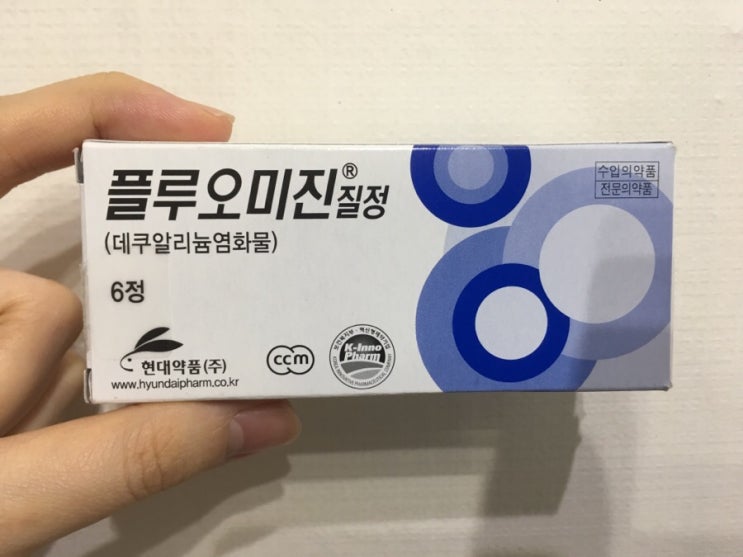 플루오미진® 질정
(데쿠알리늄염화물)
6정
수입의약품
전문의약품
현대약품(주)
www.hyundaipharm.co.kr
ccm
K-Inno
Pharm